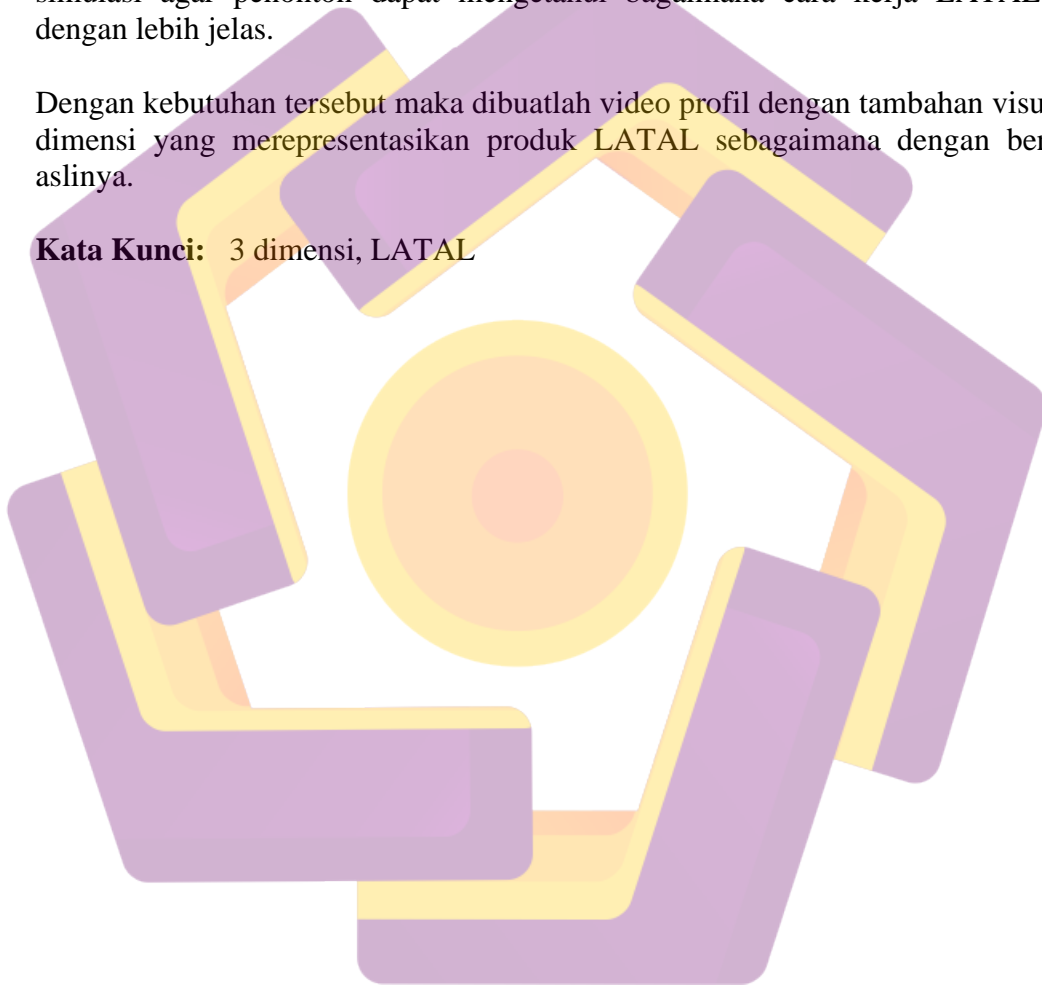 simulasi agar penonton dapat mengetahui bagaimana cara kerja LATAL
dengan lebih jelas.
Dengan kebutuhan tersebut maka dibuatlah video profil dengan tambahan visu
dimensi yang merepresentasikan produk LATAL sebagaimana dengan ben
aslinya.
Kata Kunci: 3 dimensi, LATAL